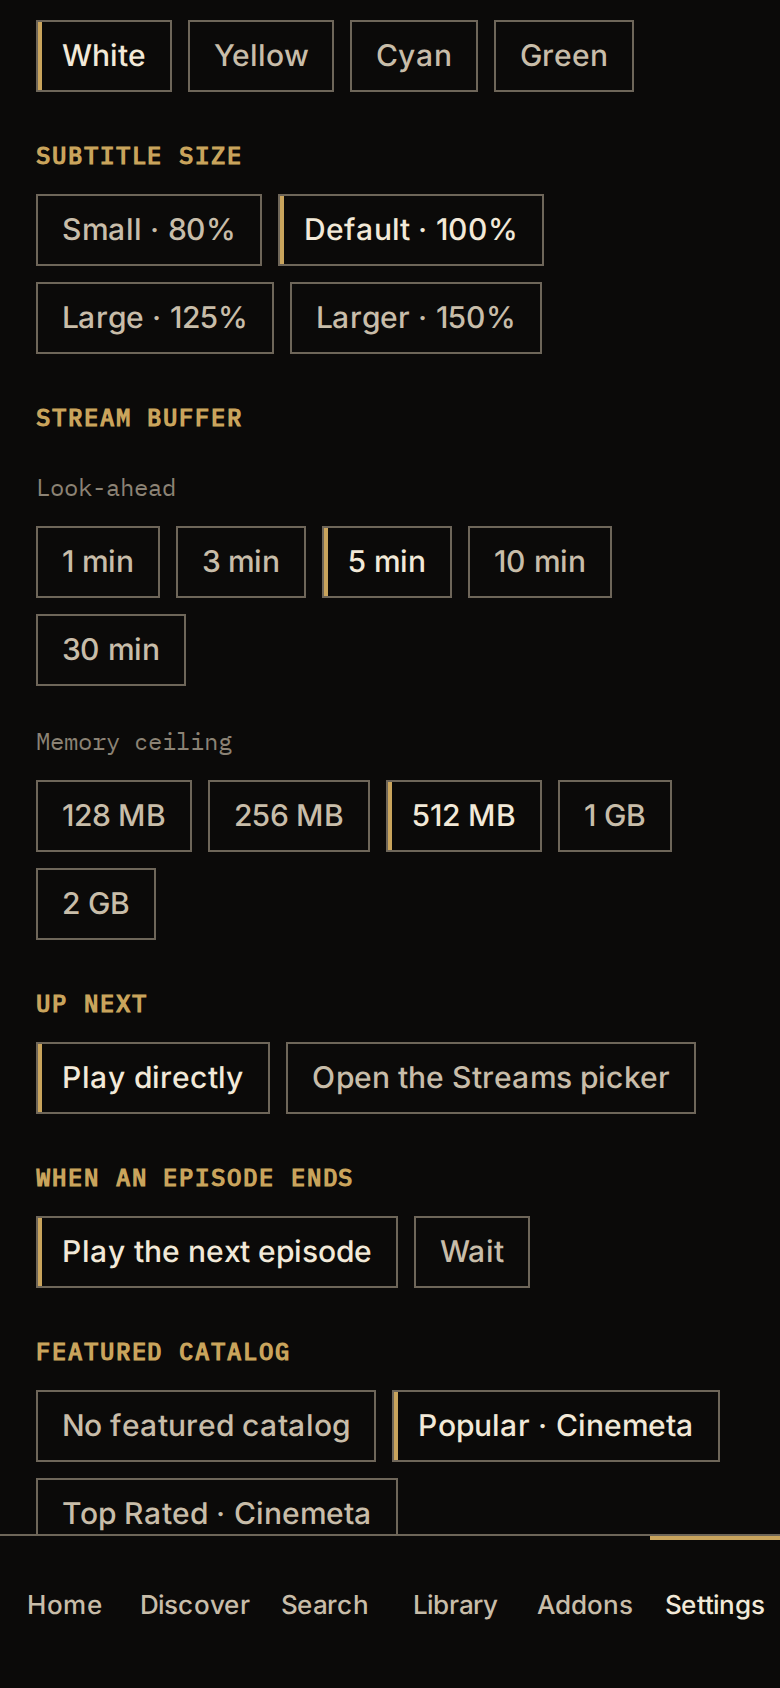 White Yellow Cyan Green
SUBTITLE SIZE
Small · 80% Default · 100%
Large · 125% Larger · 150%
STREAM BUFFER
Look-ahead
1 min 3 min 5 min 10 min
30 min
Memory ceiling
128 MB 256 MB 512 MB 1 GB
2 GB
UP NEXT
Play directly Open the Streams picker
WHEN AN EPISODE ENDS
Play the next episode Wait
FEATURED CATALOG
No featured catalog Popular · Cinemeta
Top Rated · Cinemeta
Home Discover Search Library Addons Settings